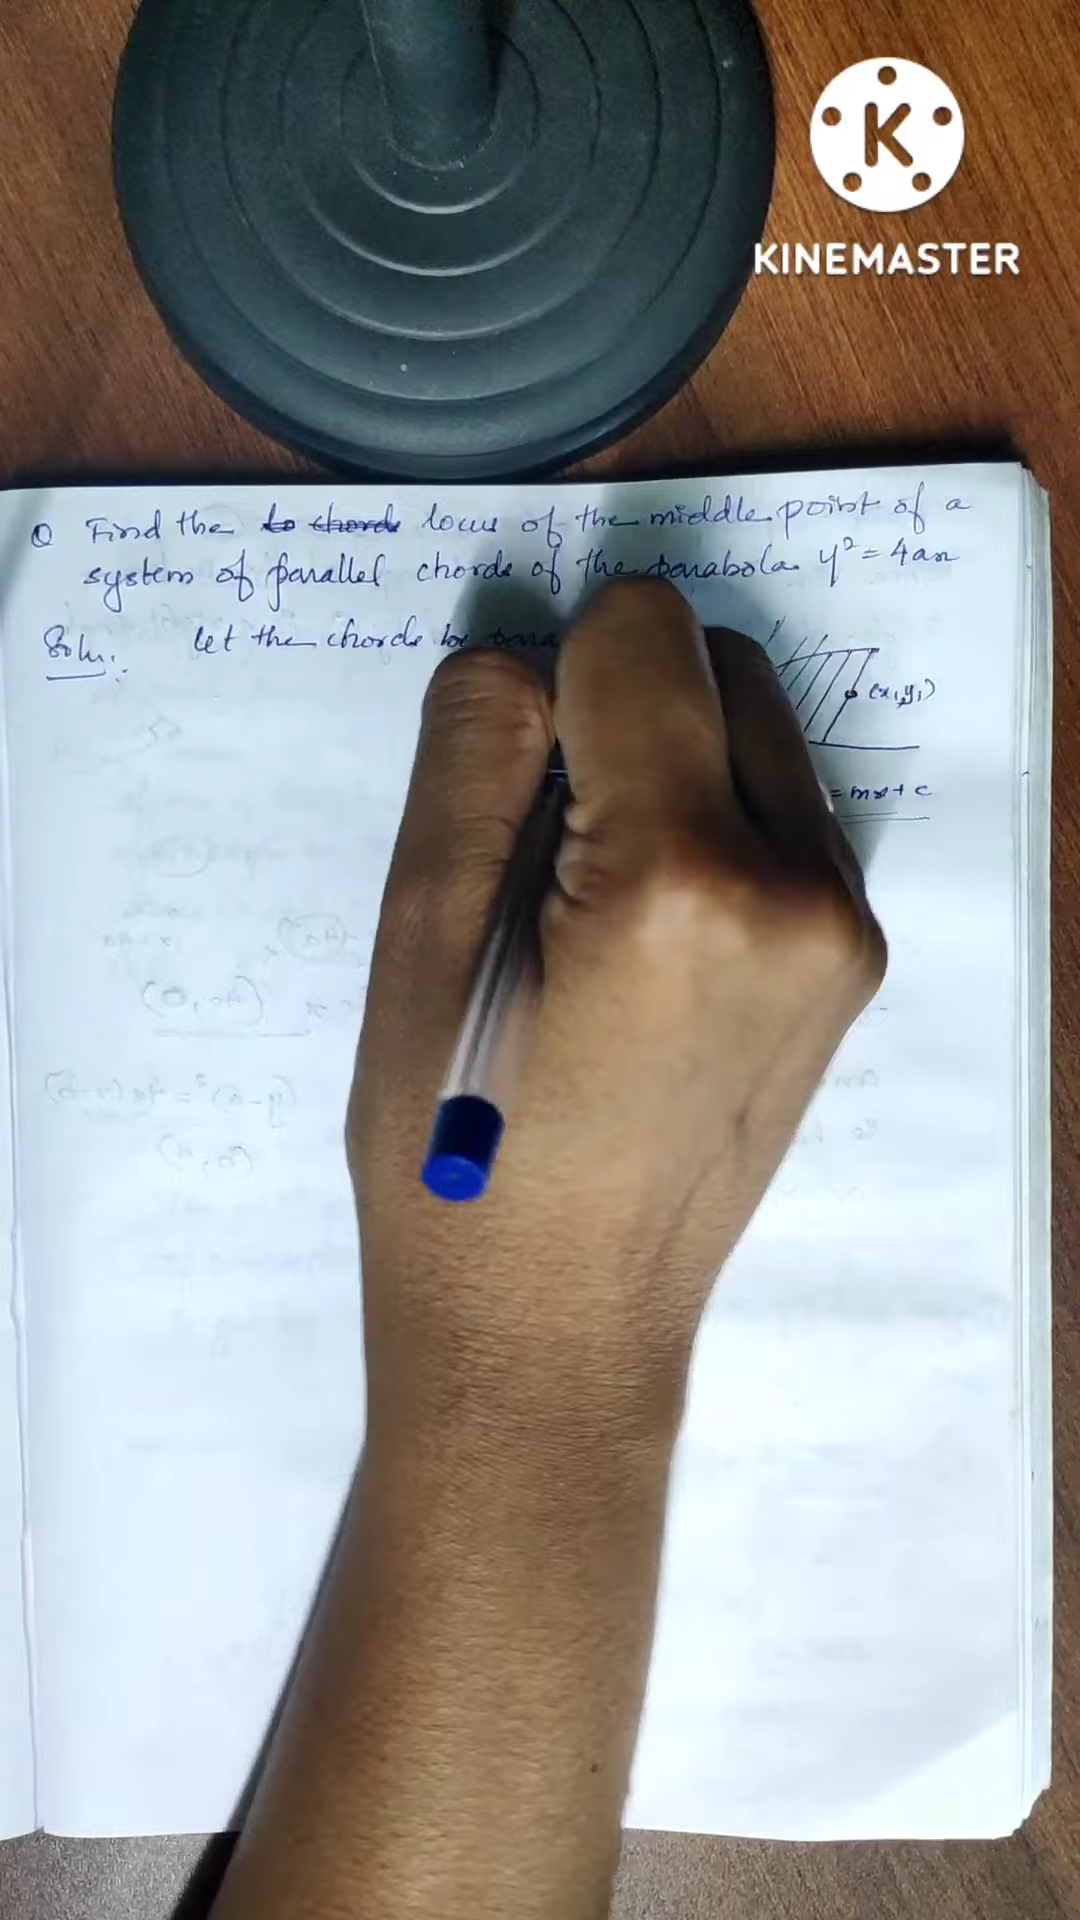 K
KINEMASTER
Q Find the to chords locus of the middle point of a
system of parallel chords of the parabola y² = 4ax
Soln: let the chords be para
(x₁, y₁)
= mx + c